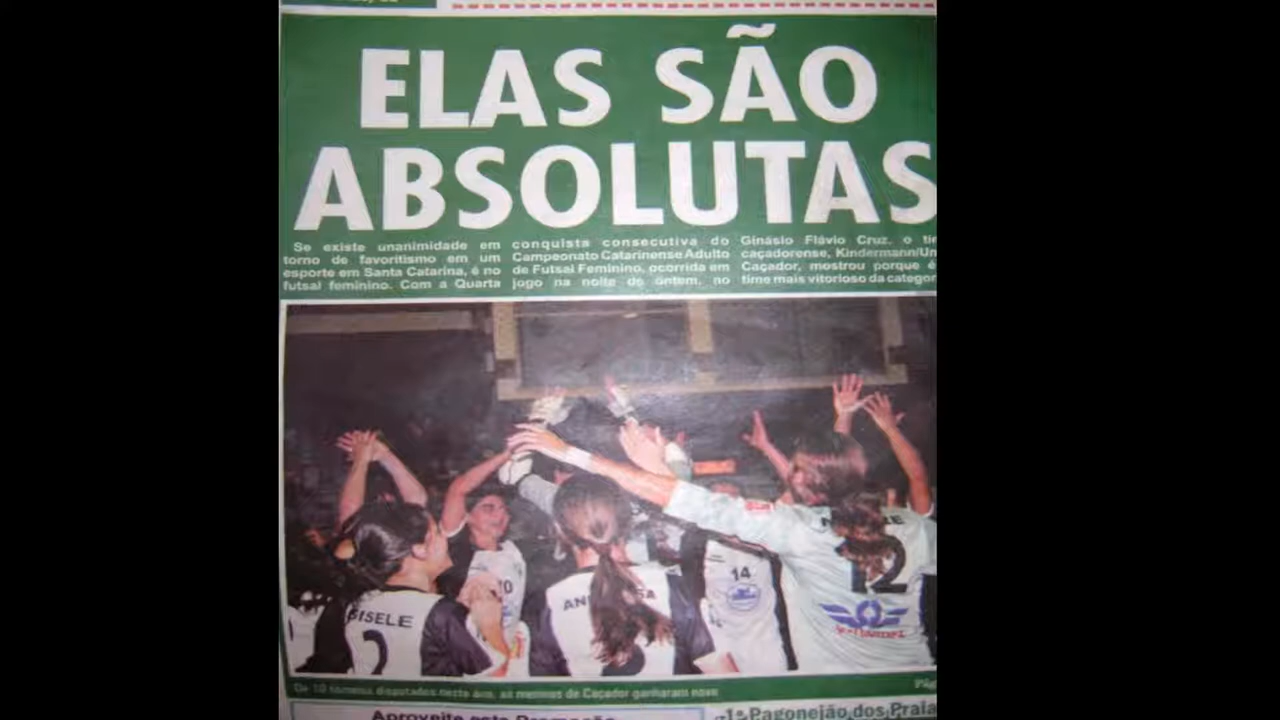 ELAS SÃO
ABSOLUTAS
Se existe unanimidade em
torno de favoritismo em um
esporte em Santa Catarina, é no
futsal feminino. Com a Quarta
conquista consecutiva do
Campeonato Catarinense Adulto
de Futsal Feminino, ocorrida em
jogo na noite de ontem, no
Ginásio Flávio Cruz, o
caçadorense, Kindermann/
Caçador, mostrou porque é
time mais vitorioso da
GISELE
2
14
12
De 10 torneios disputados neste ano, as meninas de Caçador ganharam nove
Aproveite esta Promoção
1º Pagonejão dos Praia